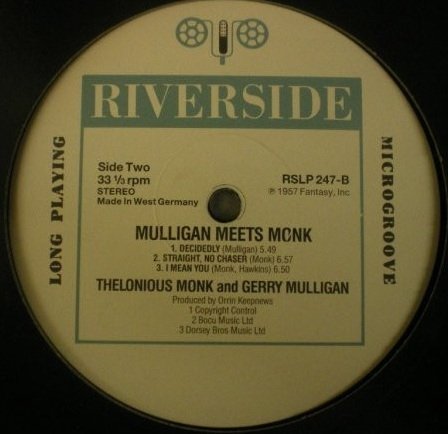 RIVERSIDE
LONG PLAYING
MICROGROOVE
Side Two
33 ⅓ rpm
STEREO
Made in West Germany
RSLP 247-B
℗ 1957 Fantasy, Inc
MULLIGAN MEETS MONK
1. DECIDEDLY (Mulligan) 5.49
2. STRAIGHT, NO CHASER (Monk) 6.57
3. I MEAN YOU (Monk, Hawkins) 6.50
THELONIOUS MONK and GERRY MULLIGAN
Produced by Orrin Keepnews
1 Copyright Control
2 Bocu Music Ltd
3 Dorsey Bros Music Ltd